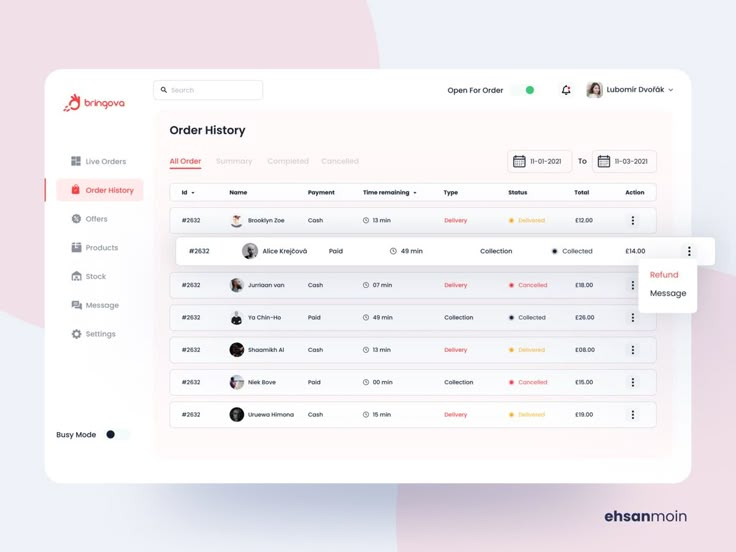 bringova
Search
Open For Order
Lubomír Dvořák
Order History
All Order Summary Completed Cancelled
11-01-2021 To 11-03-2021
Live Orders
Order History
Offers
Products
Stock
Message
Settings
Busy Mode
Id Name Payment Time remaining Type Status Total Action
#2632 Brooklyn Zoe Cash 13 min Delivery Delivered £12.00
#2632 Alice Krejčová Paid 49 min Collection Collected £14.00
Refund
Message
#2632 Jurriaan van Cash 07 min Delivery Cancelled £18.00
#2632 Ya Chin-Ho Paid 49 min Collection Collected £26.00
#2632 Shaamikh Al Cash 13 min Delivery Delivered £08.00
#2632 Niek Bove Paid 00 min Collection Cancelled £15.00
#2632 Uruewa Himona Cash 15 min Delivery Delivered £19.00
ehsanmoin